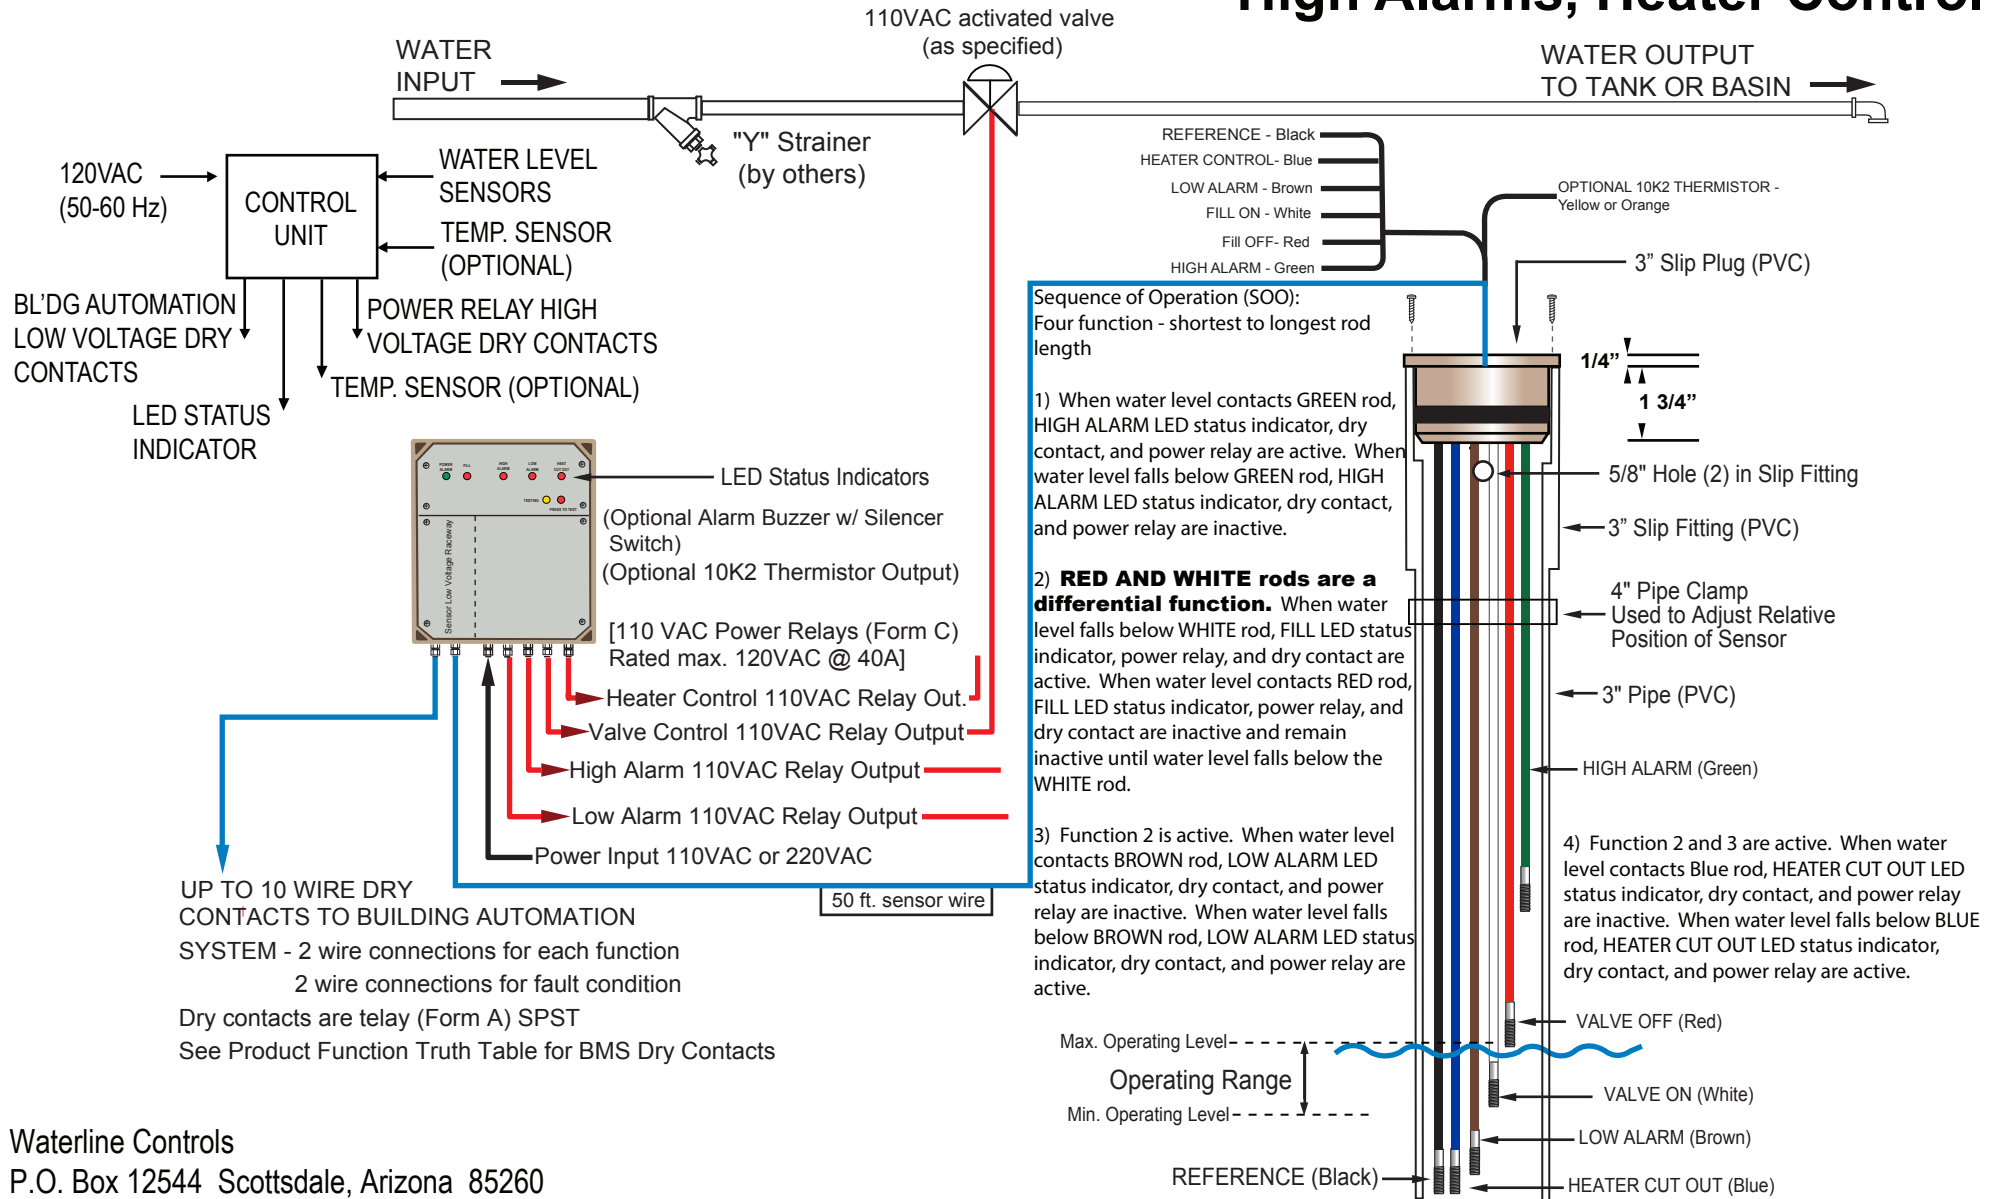 High Alarms, Heater Control
110VAC activated valve
(as specified)
WATER
INPUT
WATER OUTPUT
TO TANK OR BASIN
"Y" Strainer
(by others)
120VAC
(50-60 Hz)
CONTROL
UNIT
WATER LEVEL
SENSORS
TEMP. SENSOR
(OPTIONAL)
BL'DG AUTOMATION
LOW VOLTAGE DRY
CONTACTS
POWER RELAY HIGH
VOLTAGE DRY CONTACTS
TEMP. SENSOR (OPTIONAL)
LED STATUS
INDICATOR
REFERENCE - Black
HEATER CONTROL- Blue
LOW ALARM - Brown
FILL ON - White
Fill OFF- Red
HIGH ALARM - Green
OPTIONAL 10K2 THERMISTOR -
Yellow or Orange
3” Slip Plug (PVC)
1/4”
1 3/4”
5/8" Hole (2) in Slip Fitting
3” Slip Fitting (PVC)
4" Pipe Clamp
Used to Adjust Relative
Position of Sensor
3" Pipe (PVC)
HIGH ALARM (Green)
POWER
ALARM
FILL
HIGH
ALARM
LOW
ALARM
HEAT
CUT OUT
TESTING
PRESS TO TEST
Sensor Low Voltage Raceway
LED Status Indicators
(Optional Alarm Buzzer w/ Silencer
Switch)
(Optional 10K2 Thermistor Output)
[110 VAC Power Relays (Form C)
Rated max. 120VAC @ 40A]
Heater Control 110VAC Relay Out.
Valve Control 110VAC Relay Output
High Alarm 110VAC Relay Output
Low Alarm 110VAC Relay Output
Power Input 110VAC or 220VAC
50 ft. sensor wire
UP TO 10 WIRE DRY
CONTACTS TO BUILDING AUTOMATION
SYSTEM - 2 wire connections for each function
2 wire connections for fault condition
Dry contacts are telay (Form A) SPST
See Product Function Truth Table for BMS Dry Contacts
Sequence of Operation (SOO):
Four function - shortest to longest rod
length
1) When water level contacts GREEN rod,
HIGH ALARM LED status indicator, dry
contact, and power relay are active. When
water level falls below GREEN rod, HIGH
ALARM LED status indicator, dry contact,
and power relay are inactive.
2) RED AND WHITE rods are a
differential function. When water
level falls below WHITE rod, FILL LED status
indicator, power relay, and dry contact are
active. When water level contacts RED rod,
FILL LED status indicator, power relay, and
dry contact are inactive and remain
inactive until water level falls below the
WHITE rod.
3) Function 2 is active. When water level
contacts BROWN rod, LOW ALARM LED
status indicator, dry contact, and power
relay are inactive. When water level falls
below BROWN rod, LOW ALARM LED status
indicator, dry contact, and power relay are
active.
4) Function 2 and 3 are active. When water
level contacts Blue rod, HEATER CUT OUT LED
status indicator, dry contact, and power relay
are inactive. When water level falls below BLUE
rod, HEATER CUT OUT LED status indicator,
dry contact, and power relay are active.
VALVE OFF (Red)
Max. Operating Level
Operating Range
Min. Operating Level
VALVE ON (White)
LOW ALARM (Brown)
REFERENCE (Black)
HEATER CUT OUT (Blue)
Waterline Controls
P.O. Box 12544 Scottsdale, Arizona 85260